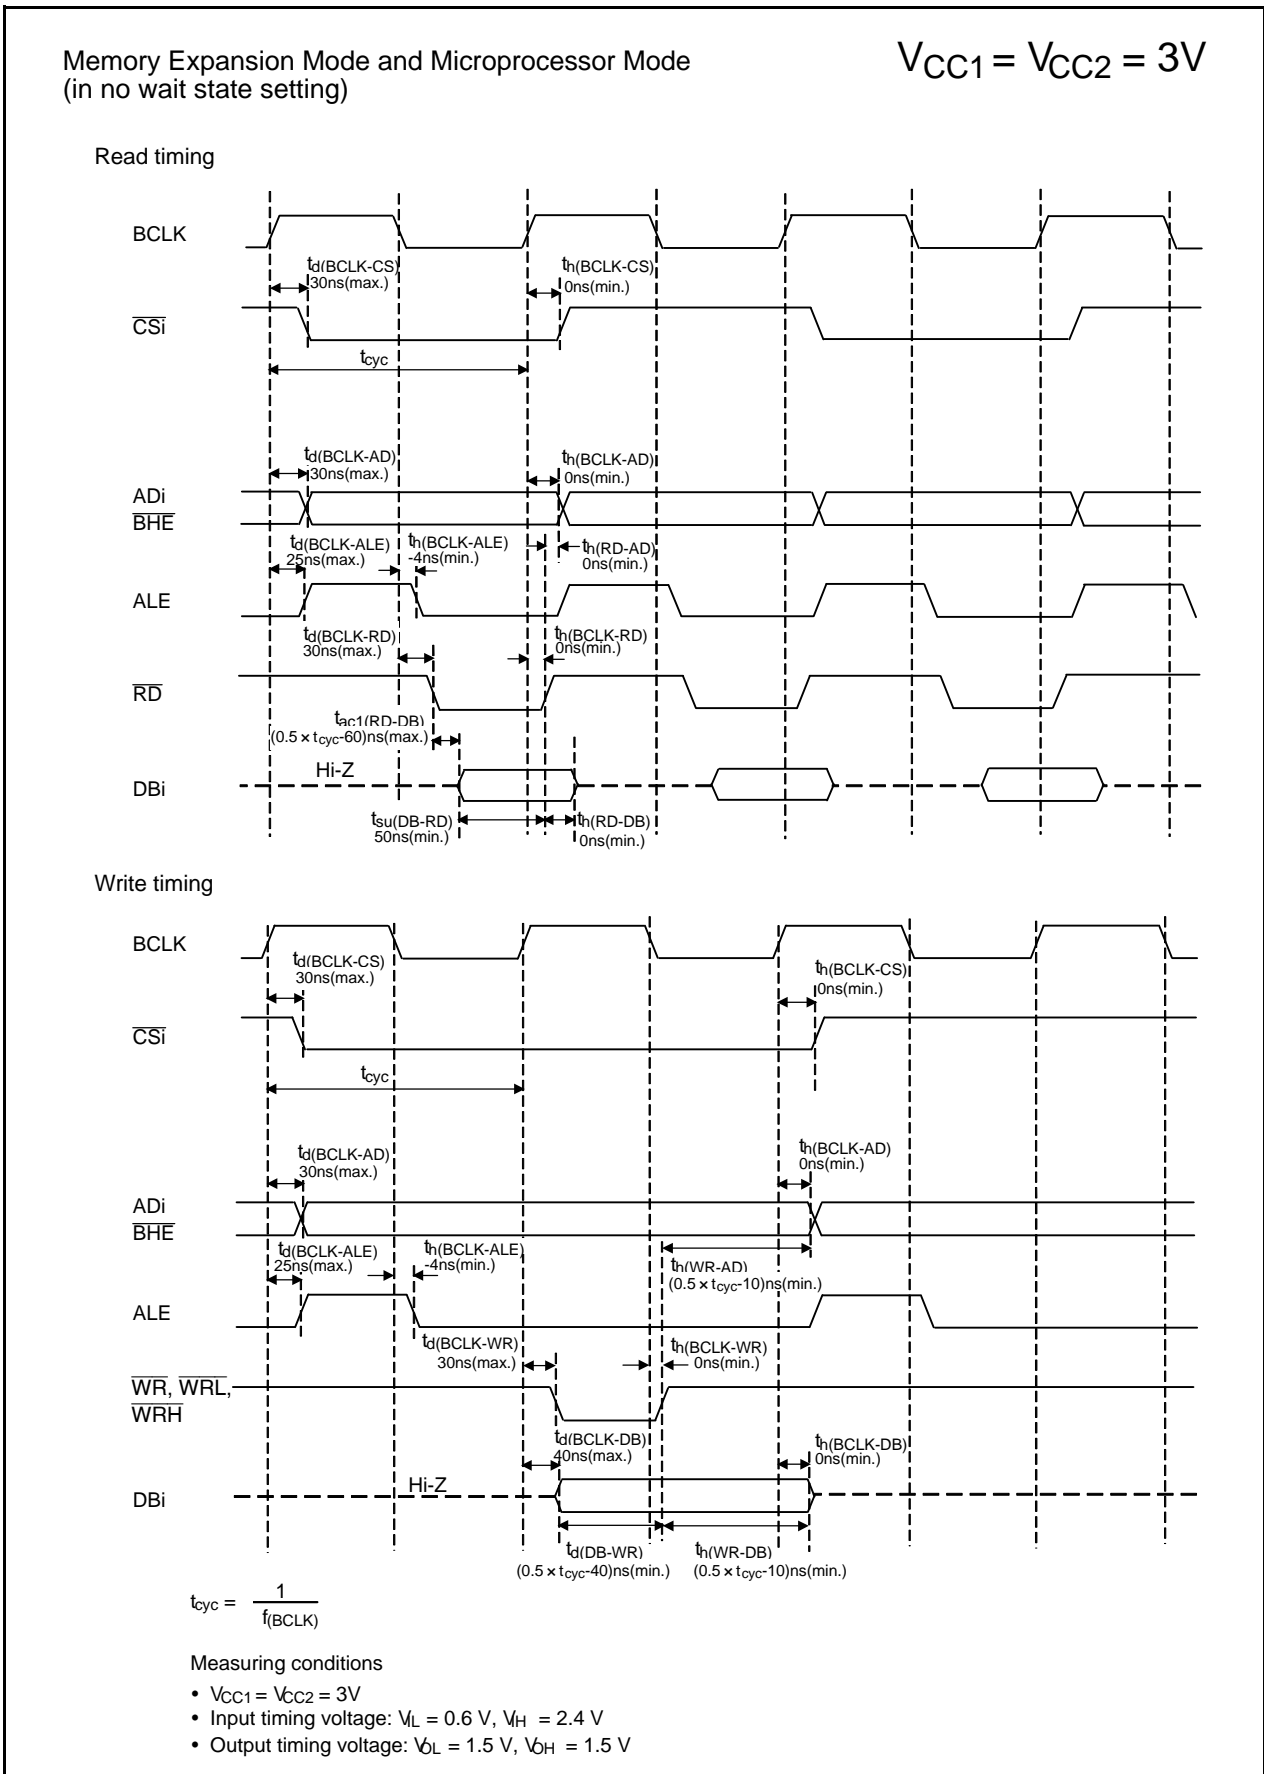 Memory Expansion Mode and Microprocessor Mode
(in no wait state setting)
VCC1 = VCC2 = 3V
Read timing
BCLK
td(BCLK-CS)
30ns(max.)
th(BCLK-CS)
0ns(min.)
CSi
tcyc
td(BCLK-AD)
30ns(max.)
th(BCLK-AD)
0ns(min.)
ADi
BHE
td(BCLK-ALE)
25ns(max.)
th(BCLK-ALE)
-4ns(min.)
th(RD-AD)
0ns(min.)
ALE
td(BCLK-RD)
30ns(max.)
th(BCLK-RD)
0ns(min.)
RD
tac1(RD-DB)
(0.5 × tcyc-60)ns(max.)
Hi-Z
DBi
tsu(DB-RD)
50ns(min.)
th(RD-DB)
0ns(min.)
Write timing
BCLK
td(BCLK-CS)
30ns(max.)
th(BCLK-CS)
0ns(min.)
CSi
tcyc
td(BCLK-AD)
30ns(max.)
th(BCLK-AD)
0ns(min.)
ADi
BHE
td(BCLK-ALE)
25ns(max.)
th(BCLK-ALE)
-4ns(min.)
th(WR-AD)
(0.5 × tcyc-10)ns(min.)
ALE
td(BCLK-WR)
30ns(max.)
th(BCLK-WR)
0ns(min.)
WR, WRL,
WRH
td(BCLK-DB)
40ns(max.)
th(BCLK-DB)
0ns(min.)
Hi-Z
DBi
td(DB-WR)
(0.5 × tcyc-40)ns(min.)
th(WR-DB)
(0.5 × tcyc-10)ns(min.)
tcyc = 1
f(BCLK)
Measuring conditions
• VCC1 = VCC2 = 3V
• Input timing voltage: VIL = 0.6 V, VIH = 2.4 V
• Output timing voltage: VOL = 1.5 V, VOH = 1.5 V